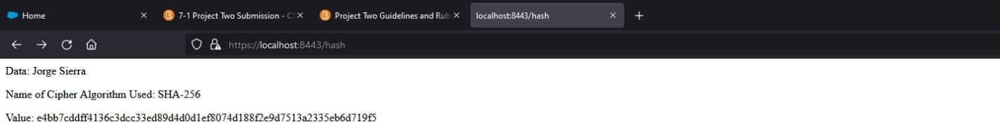 Home
7-1 Project Two Submission - CS
Project Two Guidelines and Rub
localhost:8443/hash
https://localhost:8443/hash
Data: Jorge Sierra
Name of Cipher Algorithm Used: SHA-256
Value: e4bb7cddff4136c3dcc33ed89d4d0d1ef8074d188f2e9d7513a2335eb6d719f5